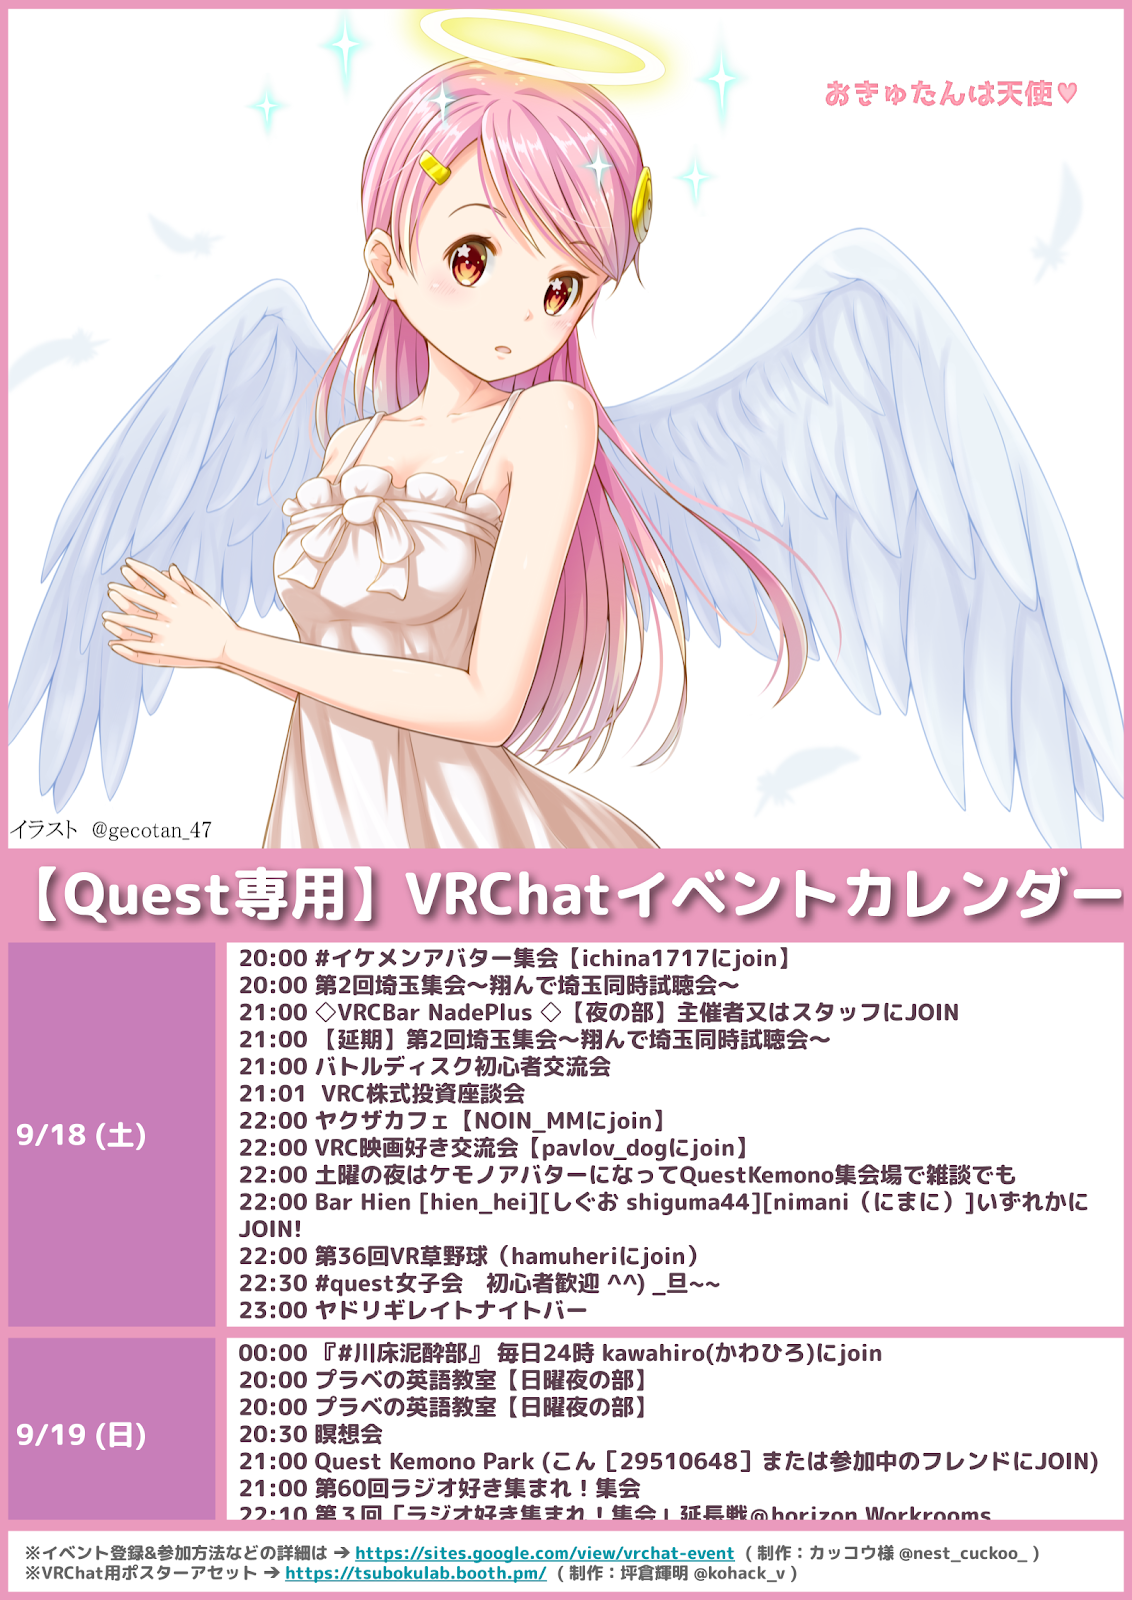 おきゅたんは天使♥
イラスト @gecotan_47
【Quest専用】VRChatイベントカレンダー
9/18 (土)
20:00 #イケメンアバター集会【ichina1717にjoin】
20:00 第2回埼玉集会～翔んで埼玉同時試聴会～
21:00 ◇VRCBar NadePlus ◇【夜の部】主催者又はスタッフにJOIN
21:00 【延期】第2回埼玉集会～翔んで埼玉同時試聴会～
21:00 バトルディスク初心者交流会
21:01 VRC株式投資座談会
22:00 ヤクザカフェ【NOIN_MMにjoin】
22:00 VRC映画好き交流会【pavlov_dogにjoin】
22:00 土曜の夜はケモノアバターになってQuestKemono集会場で雑談でも
22:00 Bar Hien [hien_hei][しぐお shiguma44][nimani（にまに）]いずれかに
JOIN!
22:00 第36回VR草野球（hamuheriにjoin）
22:30 #quest女子会　初心者歓迎 ^^) _旦~~
23:00 ヤドリギレイトナイトバー
9/19 (日)
00:00 『#川床泥酔部』 毎日24時 kawahiro(かわひろ)にjoin
20:00 プラベの英語教室【日曜夜の部】
20:00 プラベの英語教室【日曜夜の部】
20:30 瞑想会
21:00 Quest Kemono Park (こん［29510648］または参加中のフレンドにJOIN)
21:00 第60回ラジオ好き集まれ！集会
22:10 第３回「ラジオ好き集まれ！集会」延長戦@horizon Workrooms
※イベント登録&参加方法などの詳細は ➔ https://sites.google.com/view/vrchat-event （ 制作：カッコウ様 @nest_cuckoo_ ）
※VRChat用ポスターアセット ➔ https://tsubokulab.booth.pm/ （ 制作：坪倉輝明 @kohack_v ）